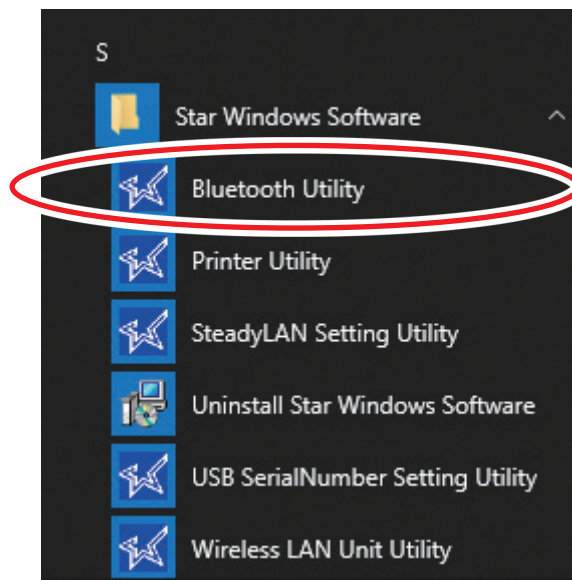 S
Star Windows Software
Bluetooth Utility
Printer Utility
SteadyLAN Setting Utility
Uninstall Star Windows Software
USB SerialNumber Setting Utility
Wireless LAN Unit Utility